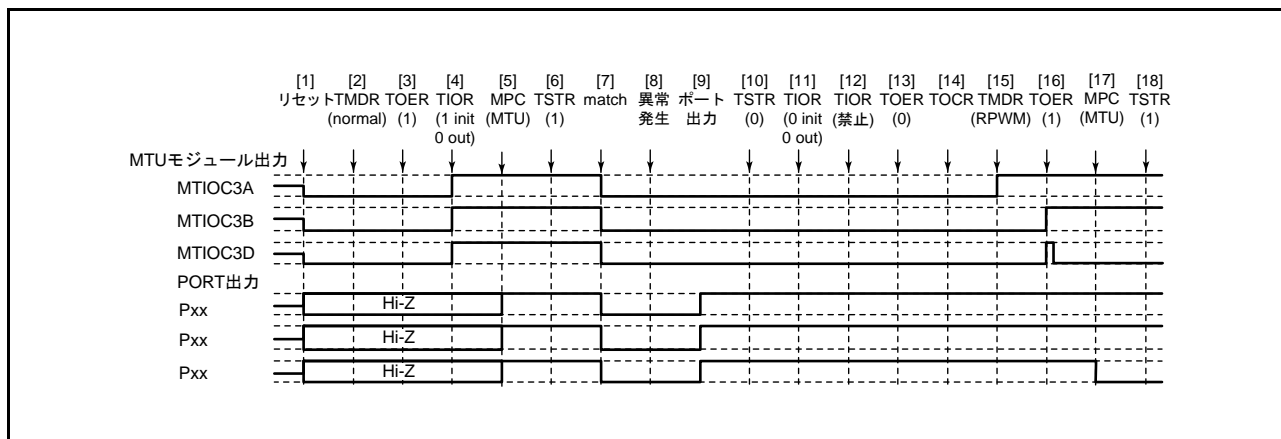 [1] [2] [3] [4] [5] [6] [7] [8] [9] [10] [11] [12] [13] [14] [15] [16] [17] [18]
リセット TMDR TOER TIOR MPC TSTR match 異常 ポート TSTR TIOR TIOR TOER TOCR TMDR TOER MPC TSTR
(normal) (1) (1 init (MTU) (1) 発生 出力 (0) (0 init (禁止) (0) (RPWM) (1) (MTU) (1)
0 out) 0 out)
MTUモジュール出力
MTIOC3A
MTIOC3B
MTIOC3D
PORT出力
Pxx Hi-Z
Pxx Hi-Z
Pxx Hi-Z